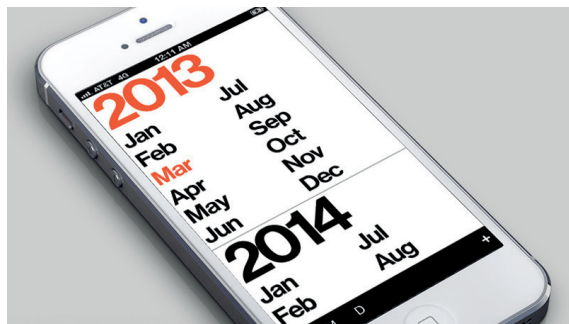 AT&T 4G 12:11 AM
2013
Jan
Feb
Mar
Apr
May
Jun
Jul
Aug
Sep
Oct
Nov
Dec
2014
Jan
Feb
Jul
Aug
D +